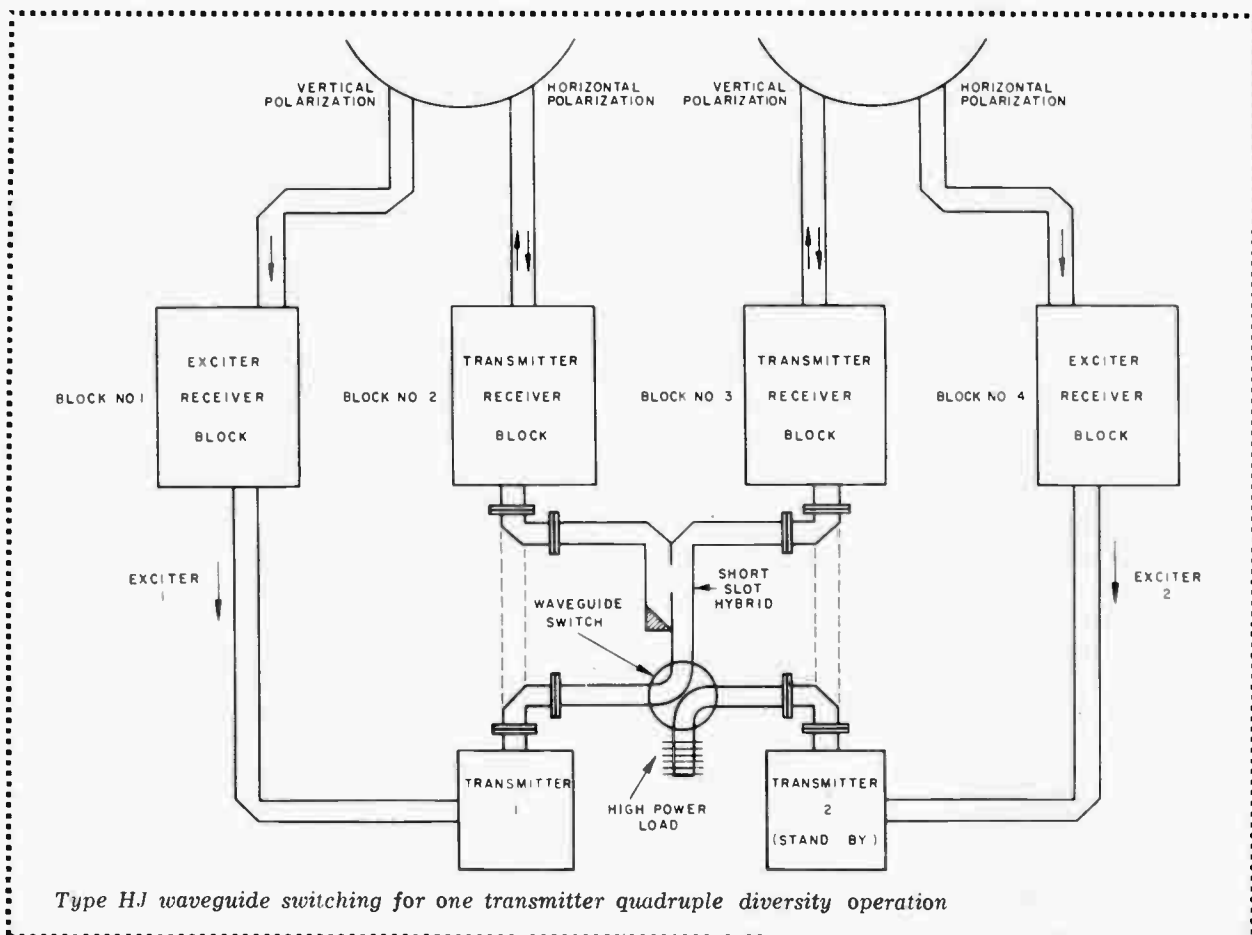 VERTICAL
POLARIZATION
HORIZONTAL
POLARIZATION
VERTICAL
POLARIZATION
HORIZONTAL
POLARIZATION
BLOCK NO 1
EXCITER
RECEIVER
BLOCK
BLOCK NO 2
TRANSMITTER
RECEIVER
BLOCK
BLOCK NO 3
TRANSMITTER
RECEIVER
BLOCK
BLOCK NO 4
EXCITER
RECEIVER
BLOCK
EXCITER
1
WAVEGUIDE
SWITCH
SHORT
SLOT
HYBRID
EXCITER
2
TRANSMITTER
1
HIGH POWER
LOAD
TRANSMITTER
2
(STAND BY)
Type HJ waveguide switching for one transmitter quadruple diversity operation